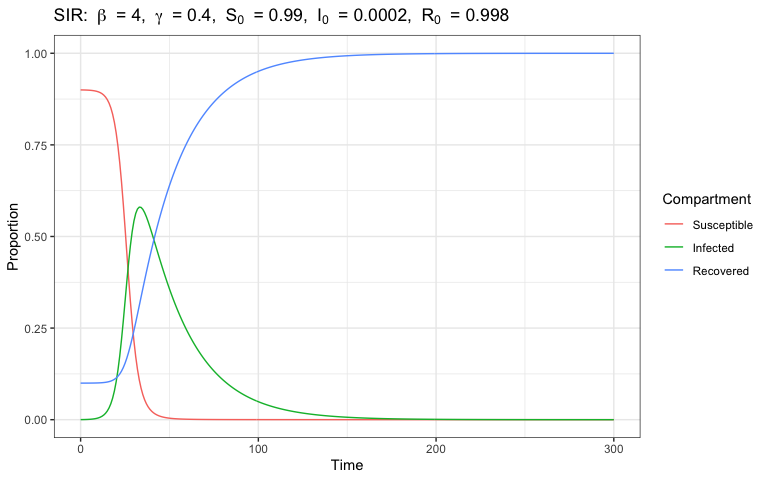 SIR: β = 4, γ = 0.4, S₀ = 0.99, I₀ = 0.0002, R₀ = 0.998
1.00
0.75
0.50
0.25
0.00
Proportion
0 100 200 300
Time
Compartment
Susceptible
Infected
Recovered